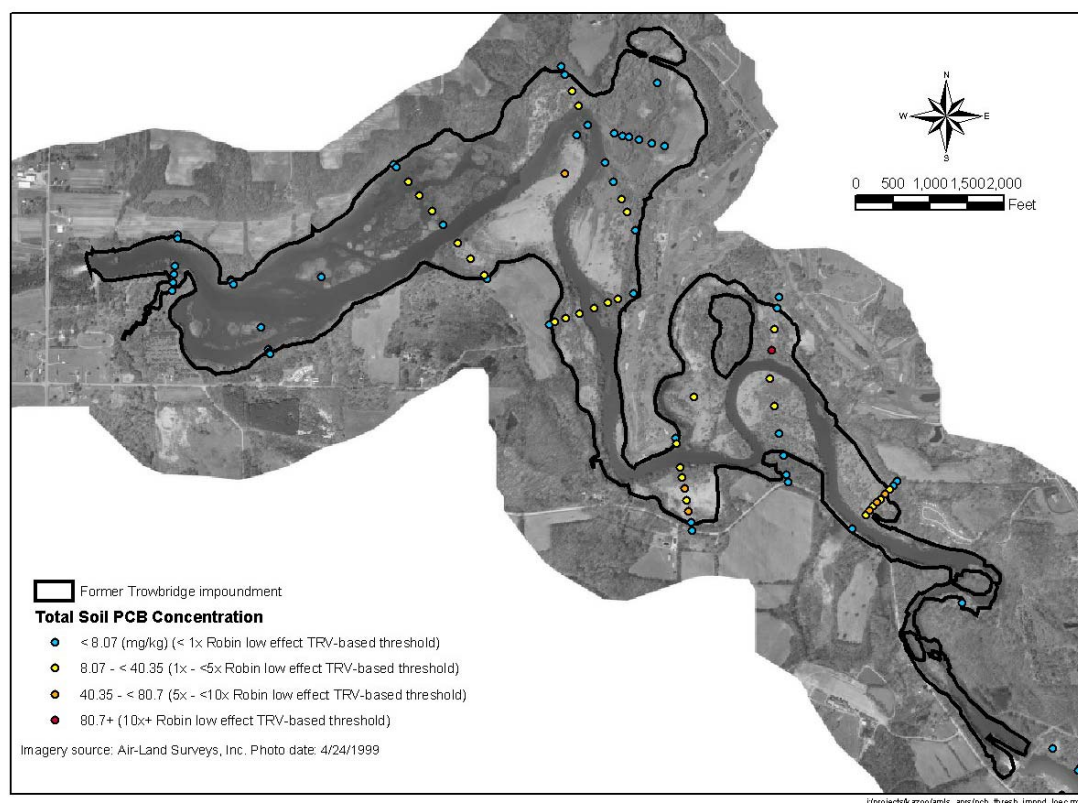 N
W E
S
0 500 1,000 1,500 2,000
Feet
Former Trowbridge impoundment
Total Soil PCB Concentration
< 8.07 (mg/kg) (< 1x Robin low effect TRV-based threshold)
8.07 - < 40.35 (1x - <5x Robin low effect TRV-based threshold)
40.35 - < 80.7 (5x - <10x Robin low effect TRV-based threshold)
80.7+ (10x+ Robin low effect TRV-based threshold)
Imagery source: Air-Land Surveys, Inc. Photo date: 4/24/1999